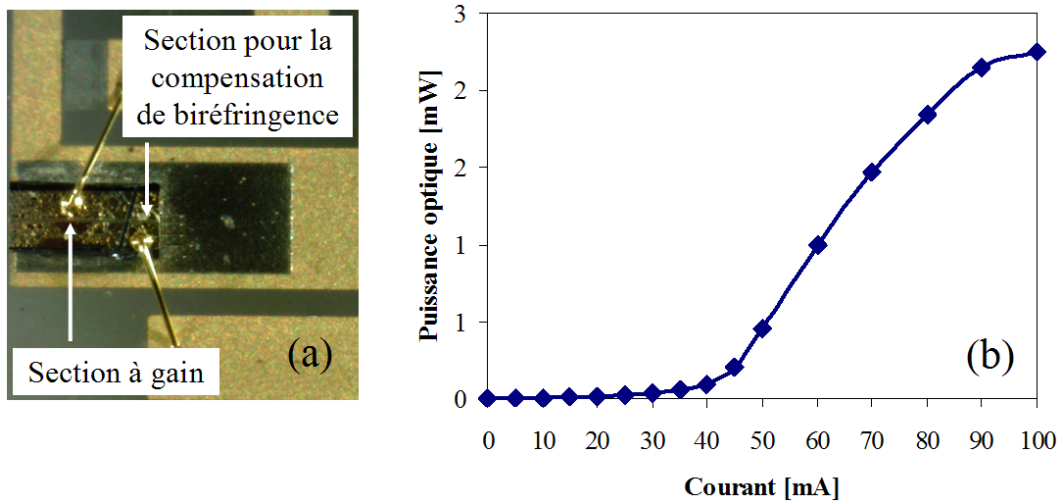 Section pour la
compensation
de biréfringence
Section à gain
(a)
Puissance optique [mW]
3
2
2
1
1
0
(b)
0 10 20 30 40 50 60 70 80 90 100
Courant [mA]